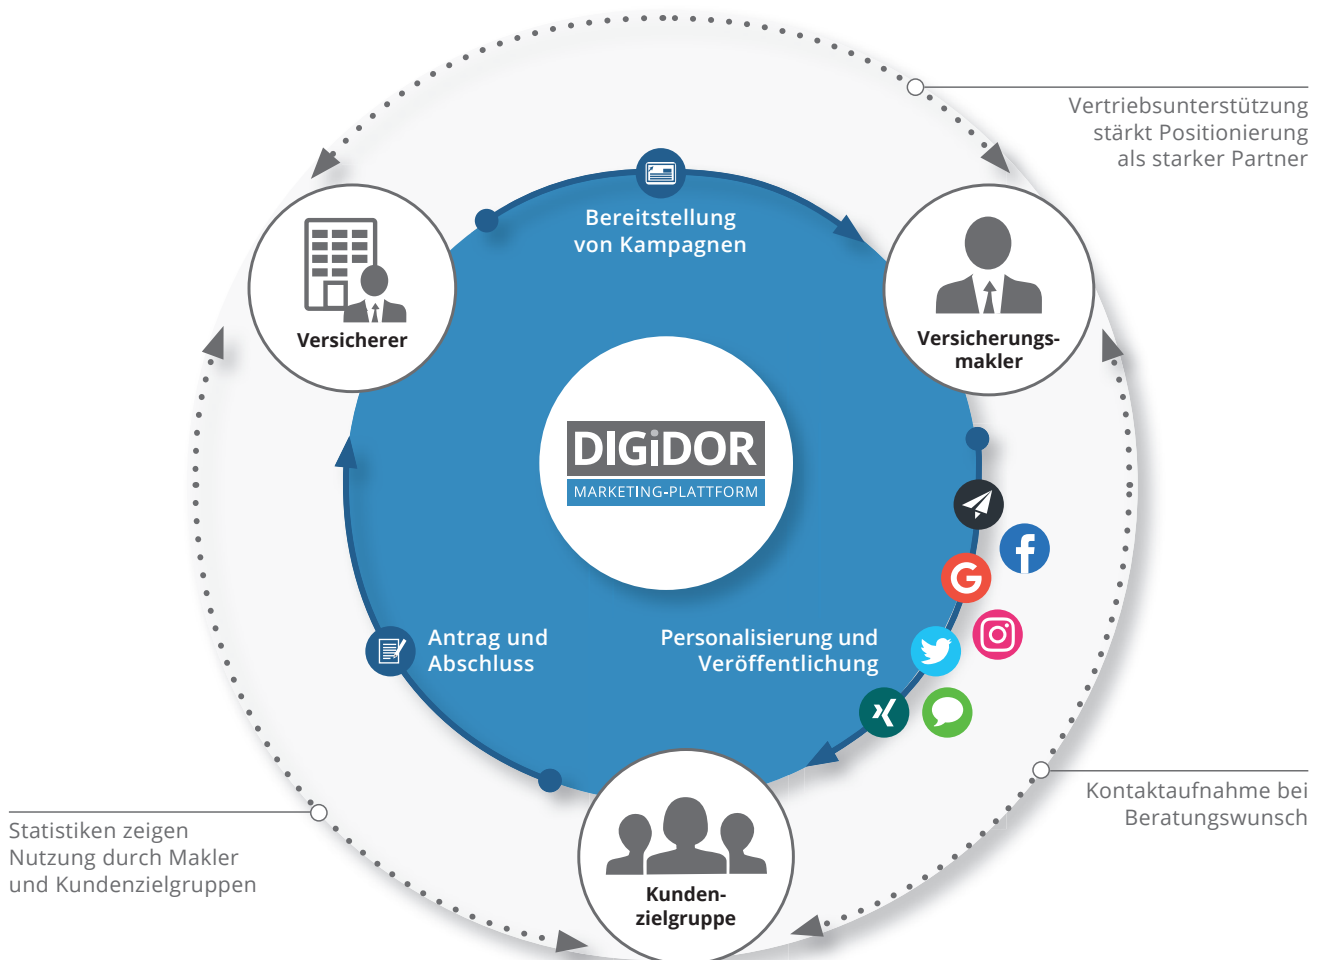 Vertriebsunterstützung
stärkt Positionierung
als starker Partner
Bereitstellung
von Kampagnen
Versicherer
Versicherungs-
makler
DIGiDOR
MARKETING-PLATTFORM
Antrag und
Abschluss
Personalisierung und
Veröffentlichung
Kontaktaufnahme bei
Beratungswunsch
Statistiken zeigen
Nutzung durch Makler
und Kundenzielgruppen
Kunden-
zielgruppe